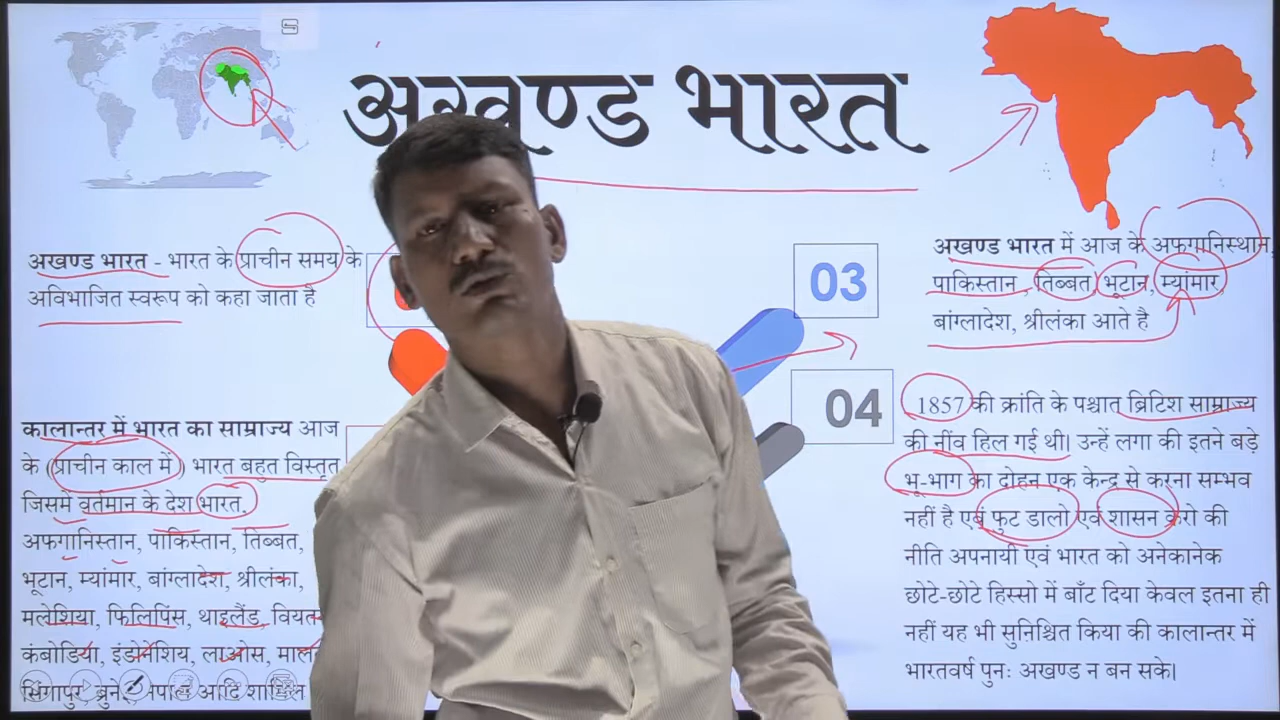 अखण्ड भारत
अखण्ड भारत - भारत के प्राचीन समय के
अविभाजित स्वरूप को कहा जाता है
कालान्तर में भारत का साम्राज्य आज
के (प्राचीन काल में) भारत बहुत विस्तृत
जिसमें वर्तमान के देश भारत,
अफगानिस्तान, पाकिस्तान, तिब्बत,
भूटान, म्यांमार, बांग्लादेश, श्रीलंका,
मलेशिया, फिलिपिंस, थाइलैंड,
कंबोडिया, इंडोनेशिय, लाओस,
सिंगापुर, आदि
03
04
अखण्ड भारत में आज के अफगानिस्थान,
पाकिस्तान , तिब्बत, भूटान, म्यांमार,
बांग्लादेश, श्रीलंका आते है
1857 की क्रांति के पश्चात ब्रिटिश साम्राज्य
की नींव हिल गई थी। उन्हें लगा की इतने बड़े
भू-भाग का दोहन एक केन्द्र से करना सम्भव
नहीं है एबं फुट डालो एवं शासन करो की
नीति अपनायी एवं भारत को अनेकानेक
छोटे-छोटे हिस्सो में बाँट दिया केवल इतना ही
नहीं यह भी सुनिश्चित किया की कालान्तर में
भारतवर्ष पुनः अखण्ड न बन सके।